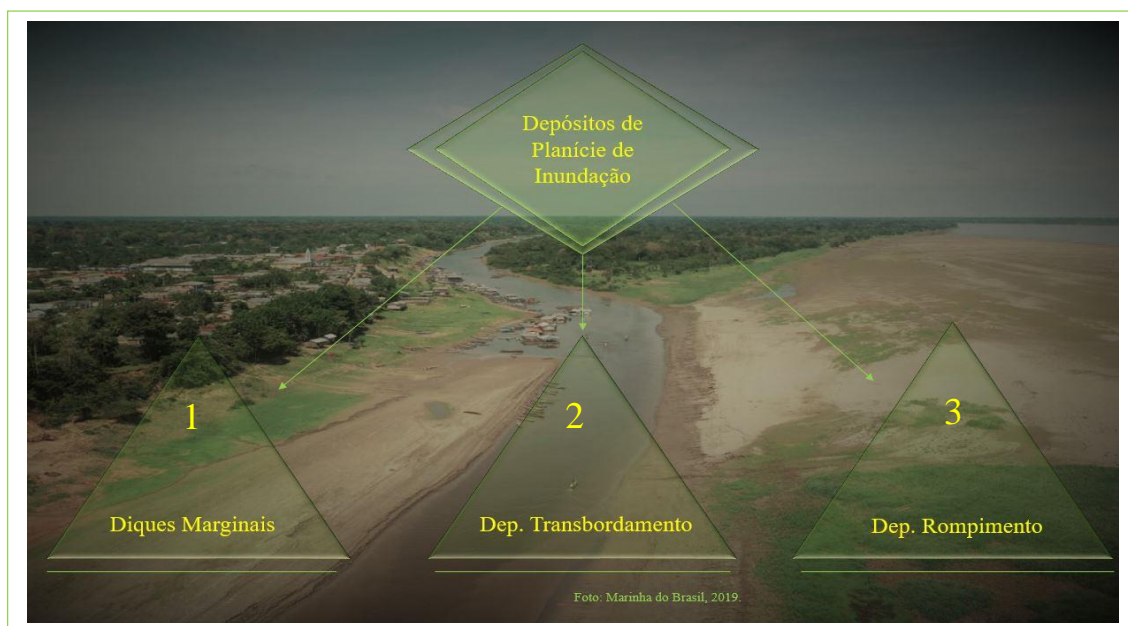 Depósitos de
Planície de
Inundação
1
2
3
Diques Marginais
Dep. Transbordamento
Dep. Rompimento
Foto: Marinha do Brasil, 2019.